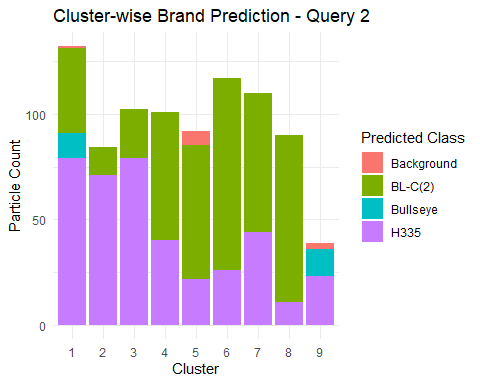 Cluster-wise Brand Prediction - Query 2
Particle Count
100
50
0
1 2 3 4 5 6 7 8 9
Cluster
Predicted Class
Background
BL-C(2)
Bullseye
H335